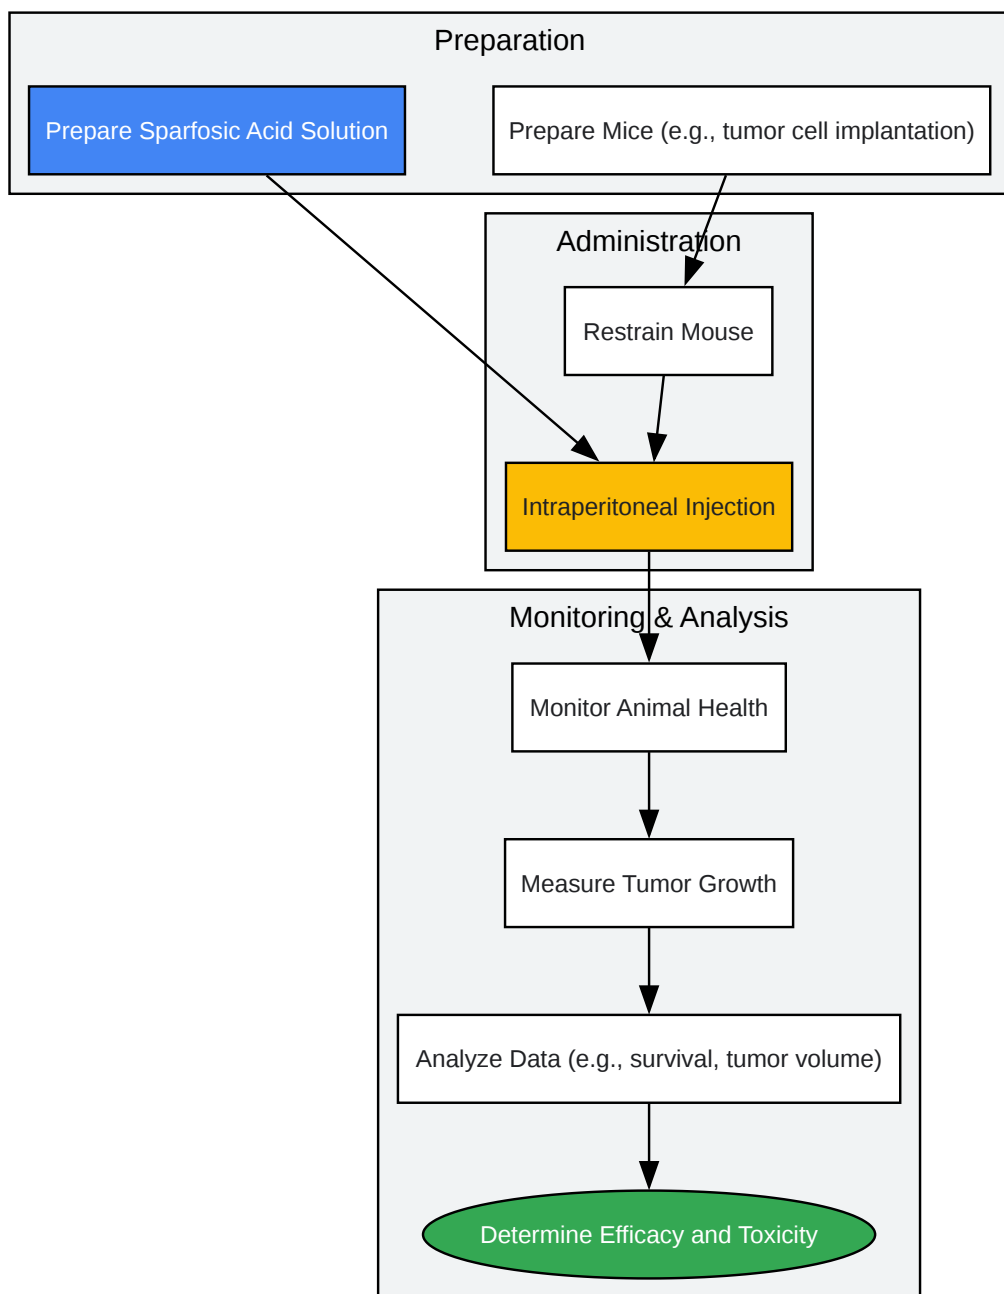 Preparation
Prepare Sparfosic Acid Solution
Prepare Mice (e.g., tumor cell implantation)
Administration
Restrain Mouse
Intraperitoneal Injection
Monitoring & Analysis
Monitor Animal Health
Measure Tumor Growth
Analyze Data (e.g., survival, tumor volume)
Determine Efficacy and Toxicity